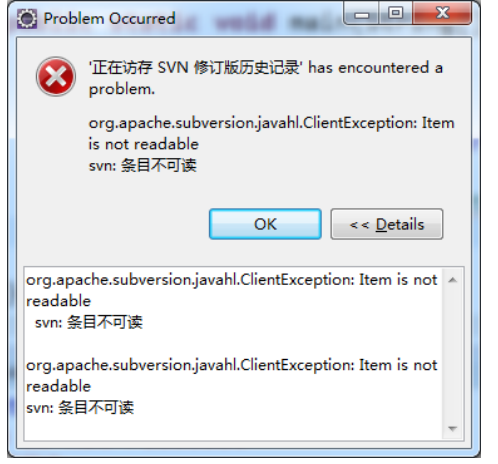 Problem Occurred
'正在访存 SVN 修订版历史记录' has encountered a
problem.
org.apache.subversion.javahl.ClientException: Item
is not readable
svn: 条目不可读
OK
<< Details
org.apache.subversion.javahl.ClientException: Item is not
readable
svn: 条目不可读
org.apache.subversion.javahl.ClientException: Item is not
readable
svn: 条目不可读